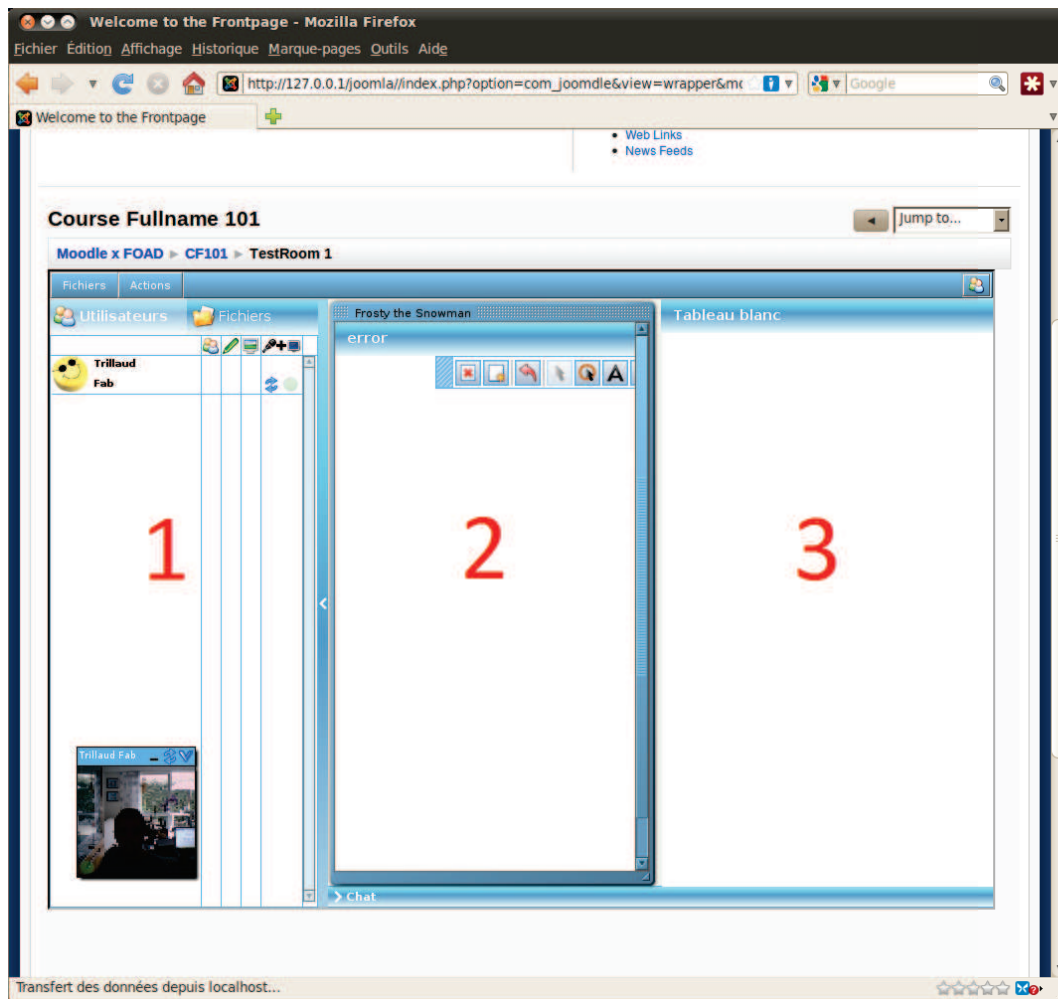 Welcome to the Frontpage - Mozilla Firefox
Fichier Édition Affichage Historique Marque-pages Outils Aide
http://127.0.0.1/joomla//index.php?option=com_joomdle&view=wrapper&mo
Google
Welcome to the Frontpage
Web Links
News Feeds
Course Fullname 101
Jump to...
Moodle x FOAD ► CF101 ► TestRoom 1
Fichiers Actions
Utilisateurs Fichiers
Frosty the Snowman
Tableau blanc
error
Trillaud
Fab
A
1 2 3
Trillaud Fab
Chat
Transfert des données depuis localhost...